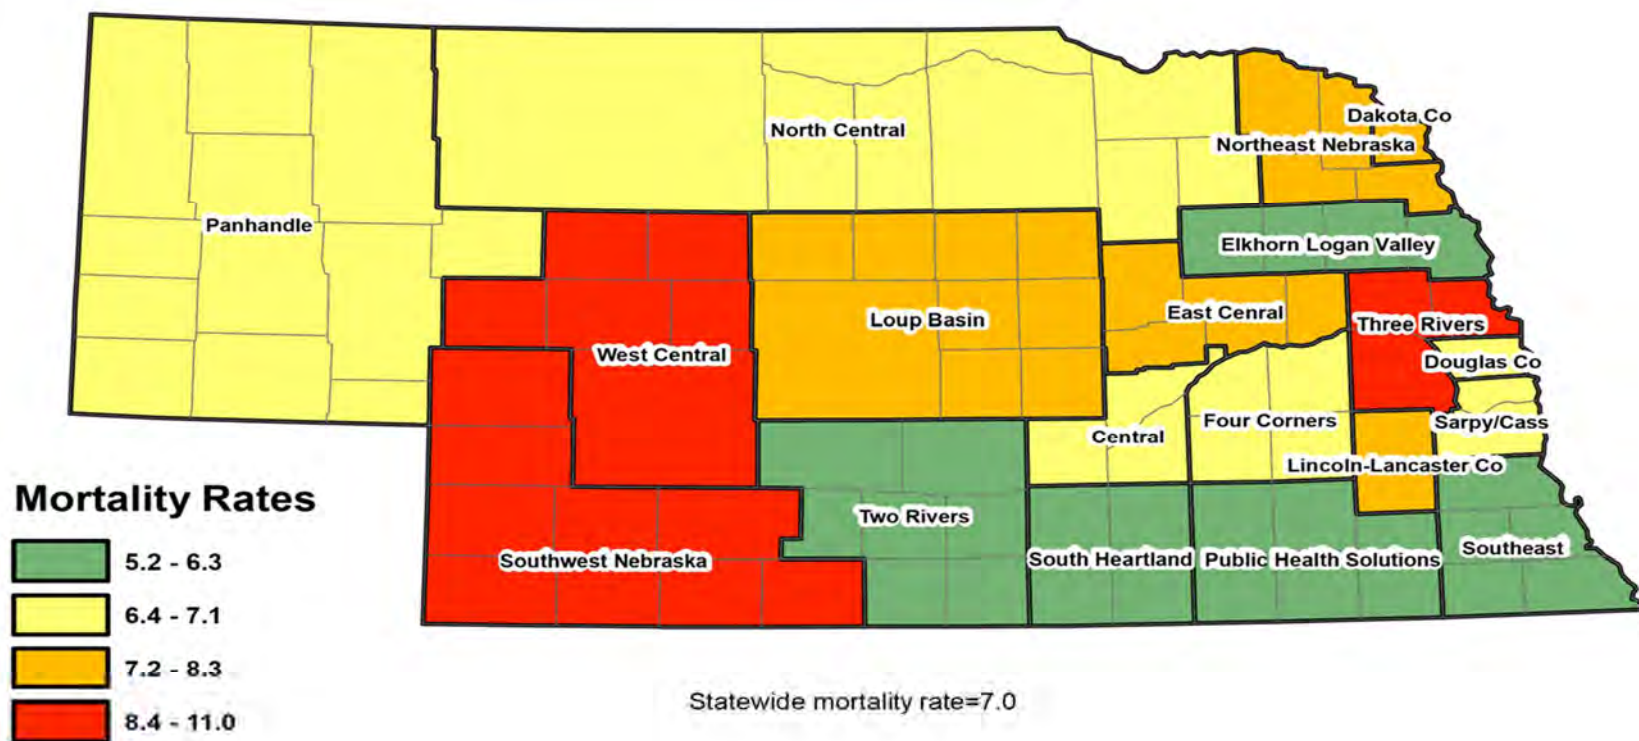 Dakota Co
North Central
Northeast Nebraska
Panhandle
Elkhorn Logan Valley
East Cenral
Loup Basin
Three Rivers
West Central
Douglas Co
Four Corners
Sarpy/Cass
Central
Lincoln-Lancaster Co
Mortality Rates
Two Rivers
Southeast
5.2 - 6.3
Southwest Nebraska
South Heartland
Public Health Solutions
6.4 - 7.1
7.2 - 8.3
Statewide mortality rate=7.0
8.4 - 11.0